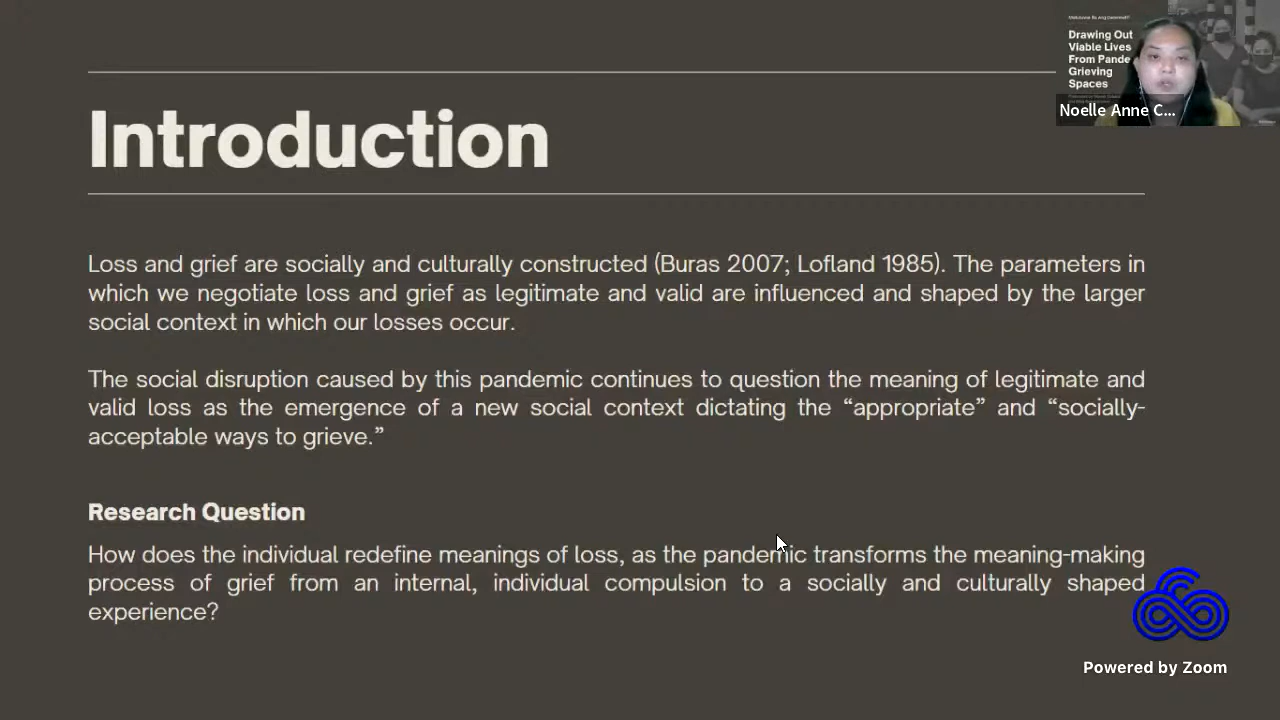 Introduction
Loss and grief are socially and culturally constructed (Buras 2007; Lofland 1985). The parameters in
which we negotiate loss and grief as legitimate and valid are influenced and shaped by the larger
social context in which our losses occur.
The social disruption caused by this pandemic continues to question the meaning of legitimate and
valid loss as the emergence of a new social context dictating the “appropriate” and “socially-
acceptable ways to grieve.”
Research Question
How does the individual redefine meanings of loss, as the pandemic transforms the meaning-making
process of grief from an internal, individual compulsion to a socially and culturally shaped
experience?
Drawing Out
Viable Lives
From Pande
Grieving
Spaces
Noelle Anne C...
Powered by Zoom